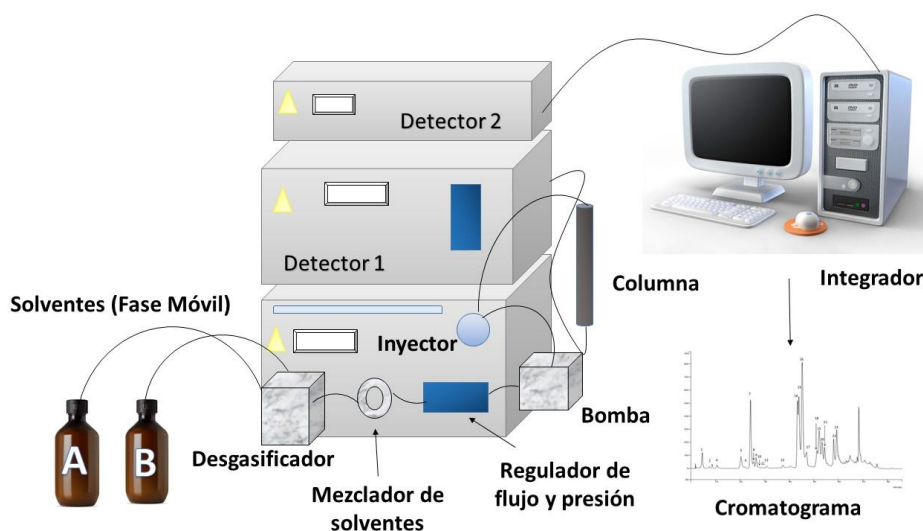 Detector 2
Detector 1
Solventes (Fase Móvil)
Inyector
Columna
Integrador
A
B
Desgasificador
Bomba
Mezclador de
solventes
Regulador de
flujo y presión
Cromatograma